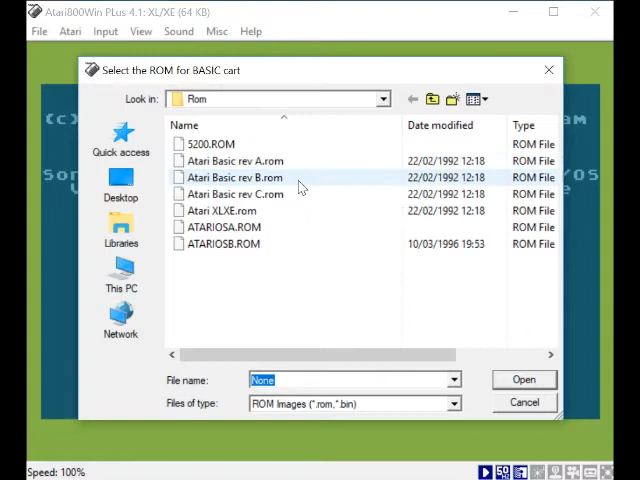 Atari800Win PLus 4.1: XL/XE (64 KB)
File Atari Input View Sound Misc Help
Select the ROM for BASIC cart
Look in: Rom
Name Date modified Type
5200.ROM ROM File
Atari Basic rev A.rom 22/02/1992 12:18 ROM File
Atari Basic rev B.rom 22/02/1992 12:18 ROM File
Atari Basic rev C.rom 22/02/1992 12:18 ROM File
Atari XLXE.rom 22/02/1992 12:18 ROM File
ATARIOSA.ROM ROM File
ATARIOSB.ROM 10/03/1996 19:53 ROM File
Quick access
Desktop
Libraries
This PC
Network
File name: None Open
Files of type: ROM Images (*.rom,*.bin) Cancel
(c) am
Sor /OS
Speed: 100%
50